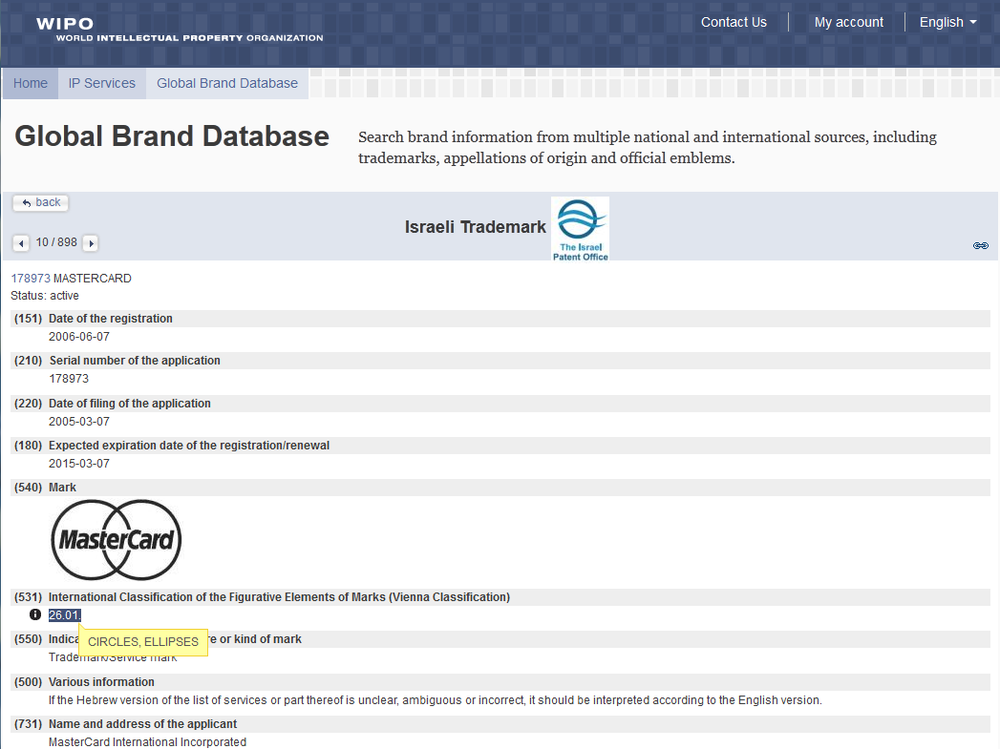 WIPO
WORLD INTELLECTUAL PROPERTY ORGANIZATION
Contact Us
My account
English
Home
IP Services
Global Brand Database
Global Brand Database
Search brand information from multiple national and international sources, including
trademarks, appellations of origin and official emblems.
back
10 / 898
Israeli Trademark
The Israel
Patent Office
178973 MASTERCARD
Status: active
(151) Date of the registration
2006-06-07
(210) Serial number of the application
178973
(220) Date of filing of the application
2005-03-07
(180) Expected expiration date of the registration/renewal
2015-03-07
(540) Mark
MasterCard
(531) International Classification of the Figurative Elements of Marks (Vienna Classification)
26.01.
CIRCLES, ELLIPSES
(550) or kind of mark
Trademark/Service mark
(500) Various information
If the Hebrew version of the list of services or part thereof is unclear, ambiguous or incorrect, it should be interpreted according to the English version.
(731) Name and address of the applicant
MasterCard International Incorporated